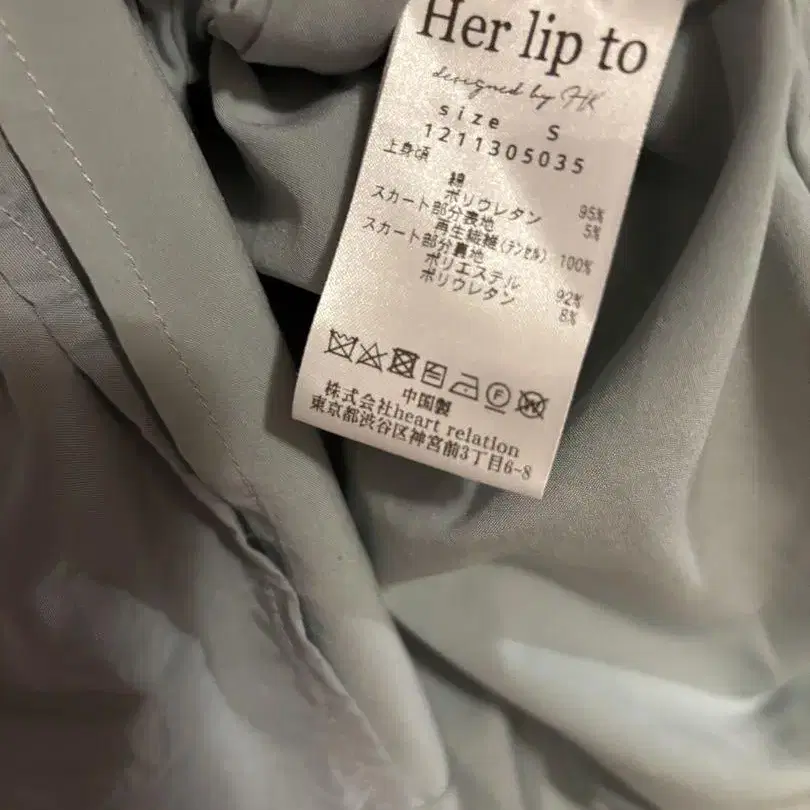 Her lip to
designed by HK
size S
1211305035
上身頃
綿 95%
ポリウレタン 5%
スカート部分表地
再生繊維(テンセル) 100%
スカート部分裏地
ポリエステル 92%
ポリウレタン 8%
中国製
株式会社heart relation
東京都渋谷区神宮前3丁目6-8